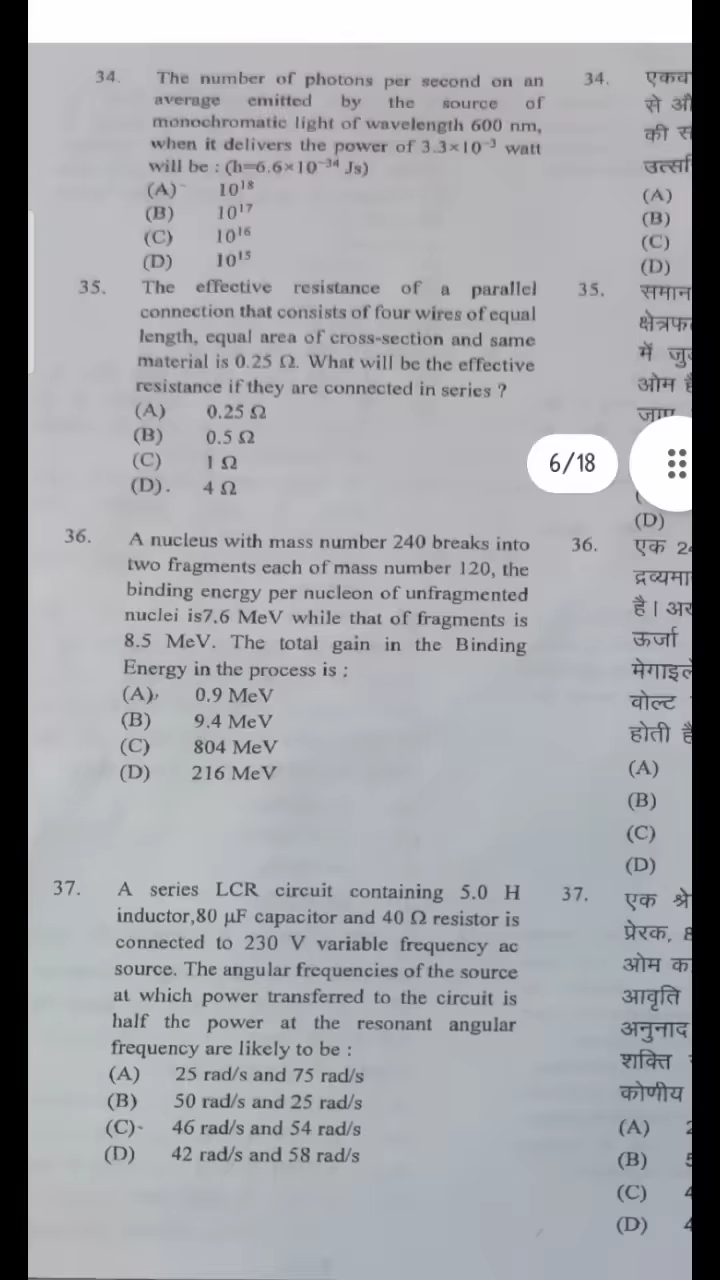 34. The number of photons per second on an
average emitted by the source of
monochromatic light of wavelength 600 nm,
when it delivers the power of 3.3×10⁻³ watt
will be : (h=6.6×10⁻³⁴ Js)
(A) 10¹⁸
(B) 10¹⁷
(C) 10¹⁶
(D) 10¹⁵
35. The effective resistance of a parallel
connection that consists of four wires of equal
length, equal area of cross-section and same
material is 0.25 Ω. What will be the effective
resistance if they are connected in series ?
(A) 0.25 Ω
(B) 0.5 Ω
(C) 1 Ω
(D). 4 Ω
36. A nucleus with mass number 240 breaks into
two fragments each of mass number 120, the
binding energy per nucleon of unfragmented
nuclei is7.6 MeV while that of fragments is
8.5 MeV. The total gain in the Binding
Energy in the process is :
(A) 0.9 MeV
(B) 9.4 MeV
(C) 804 MeV
(D) 216 MeV
37. A series LCR circuit containing 5.0 H
inductor,80 μF capacitor and 40 Ω resistor is
connected to 230 V variable frequency ac
source. The angular frequencies of the source
at which power transferred to the circuit is
half the power at the resonant angular
frequency are likely to be :
(A) 25 rad/s and 75 rad/s
(B) 50 rad/s and 25 rad/s
(C) 46 rad/s and 54 rad/s
(D) 42 rad/s and 58 rad/s
34.
से
की
(A)
(B)
(C)
(D)
35. समान
में
ओम
6/18
(D)
36. एक
है।
ऊर्जा
वोल्ट
होती
(A)
(B)
(C)
(D)
37. एक
प्रेरक,
ओम
आवृति
अनुनाद
शक्ति
कोणीय
(A)
(B)
(C)
(D)